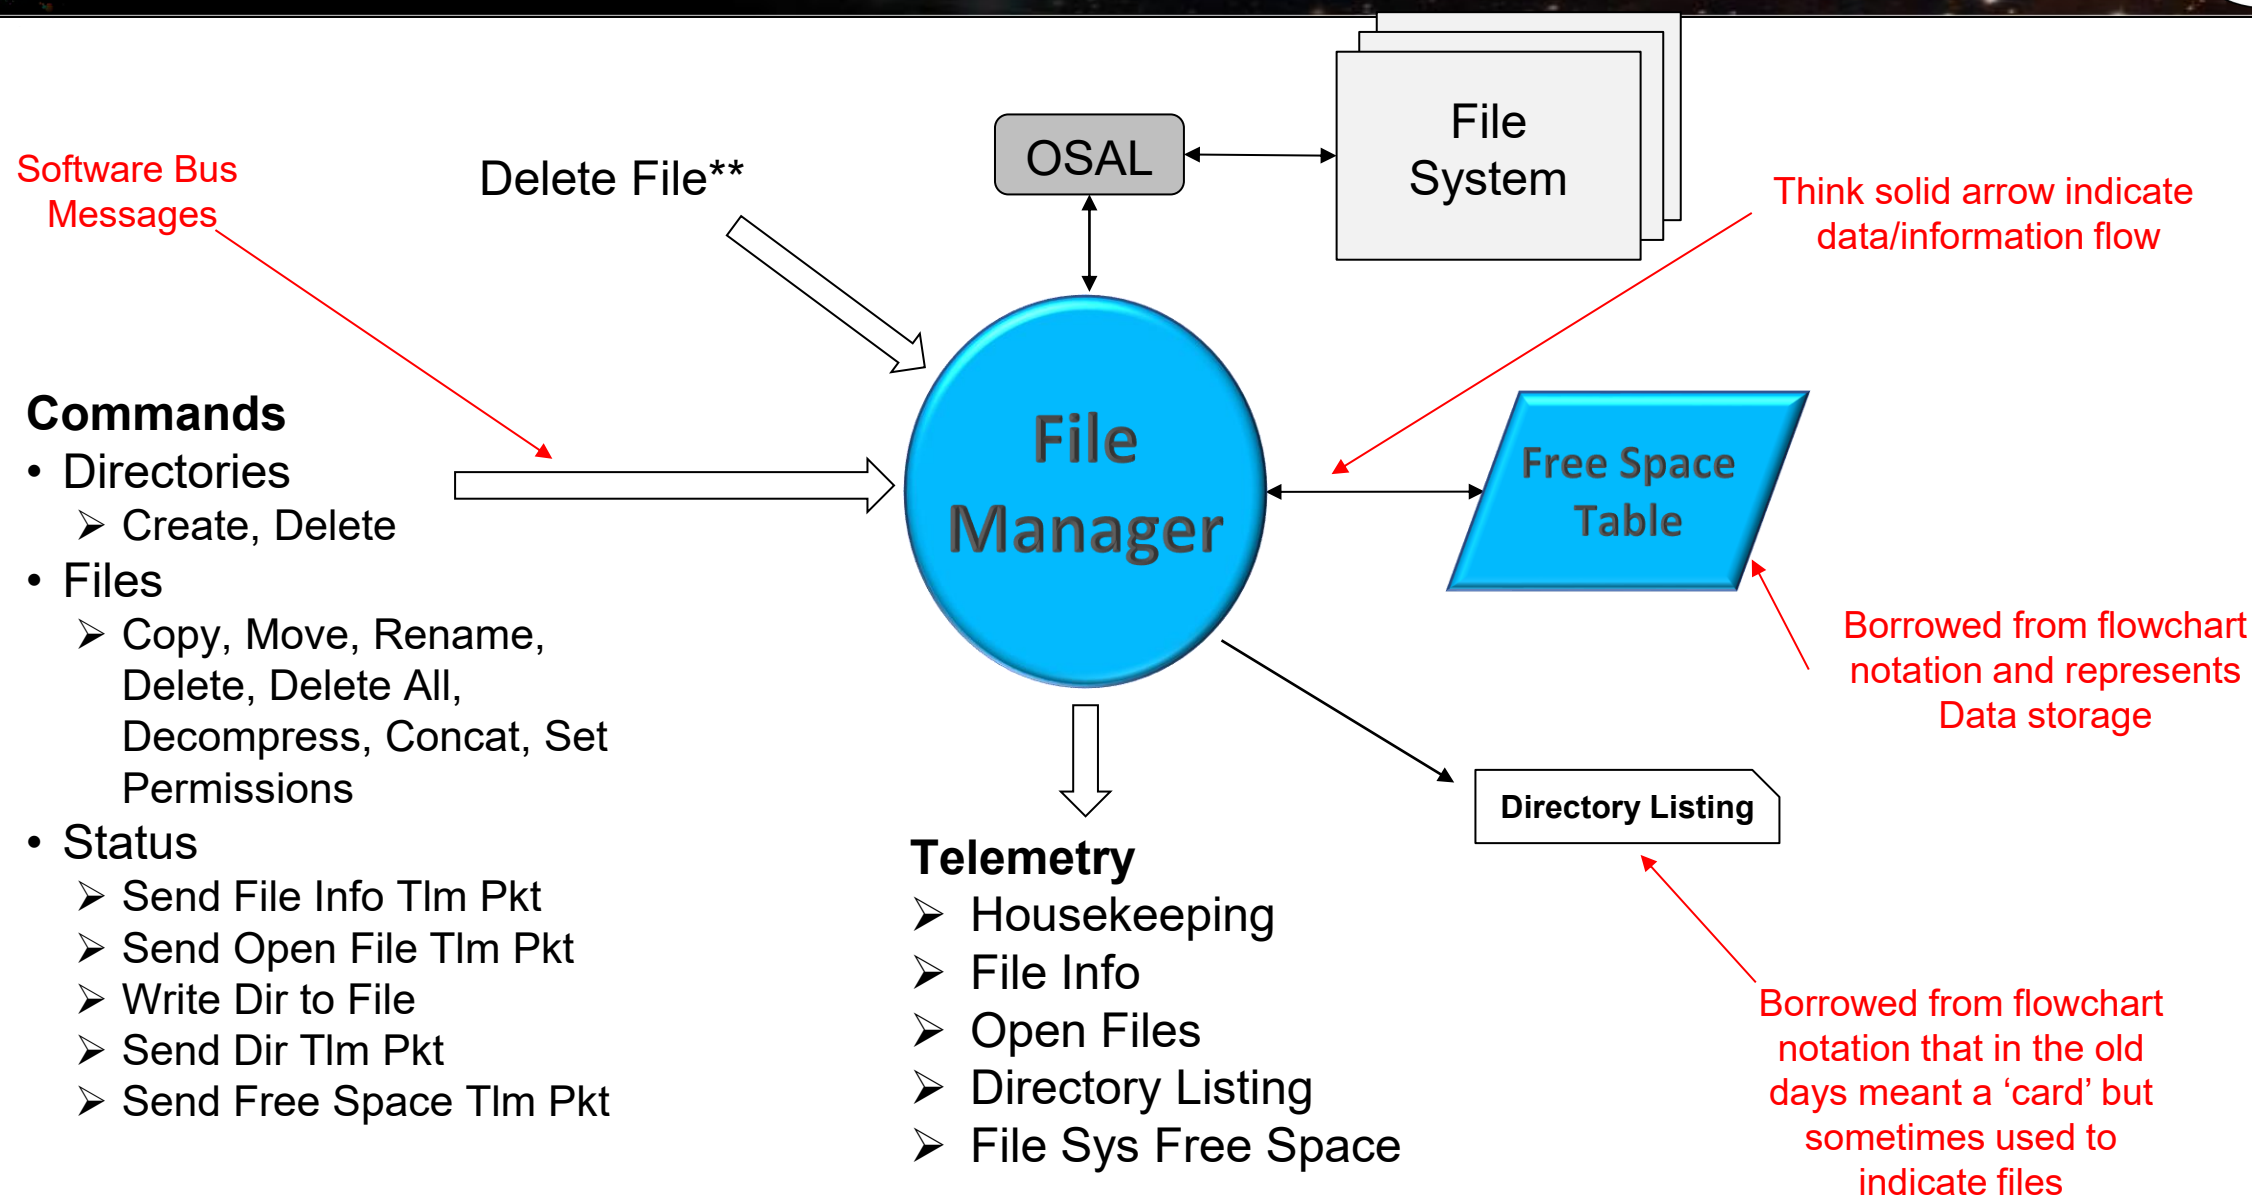 Software Bus
Messages
Delete File**
OSAL
File
System
Think solid arrow indicate
data/information flow
Commands
• Directories
➢ Create, Delete
• Files
➢ Copy, Move, Rename,
Delete, Delete All,
Decompress, Concat, Set
Permissions
• Status
➢ Send File Info Tlm Pkt
➢ Send Open File Tlm Pkt
➢ Write Dir to File
➢ Send Dir Tlm Pkt
➢ Send Free Space Tlm Pkt
File
Manager
Free Space
Table
Borrowed from flowchart
notation and represents
Data storage
Directory Listing
Telemetry
➢ Housekeeping
➢ File Info
➢ Open Files
➢ Directory Listing
➢ File Sys Free Space
Borrowed from flowchart
notation that in the old
days meant a ‘card’ but
sometimes used to
indicate files